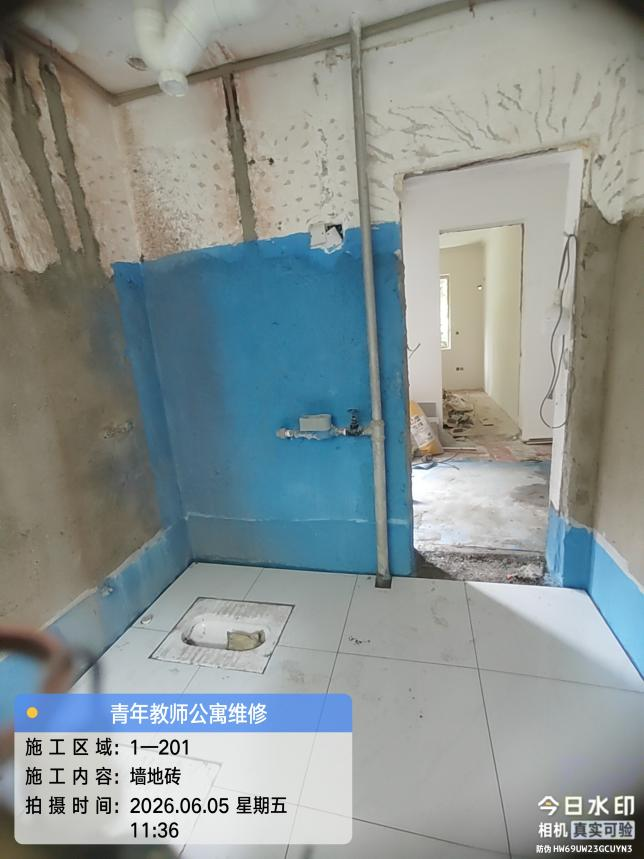 青年教师公寓维修
施工区域：1—201
施工内容：墙地砖
拍摄时间：2026.06.05 星期五
11:36
今日水印
相机 真实可验
防伪 HW69UW23GCUYN3